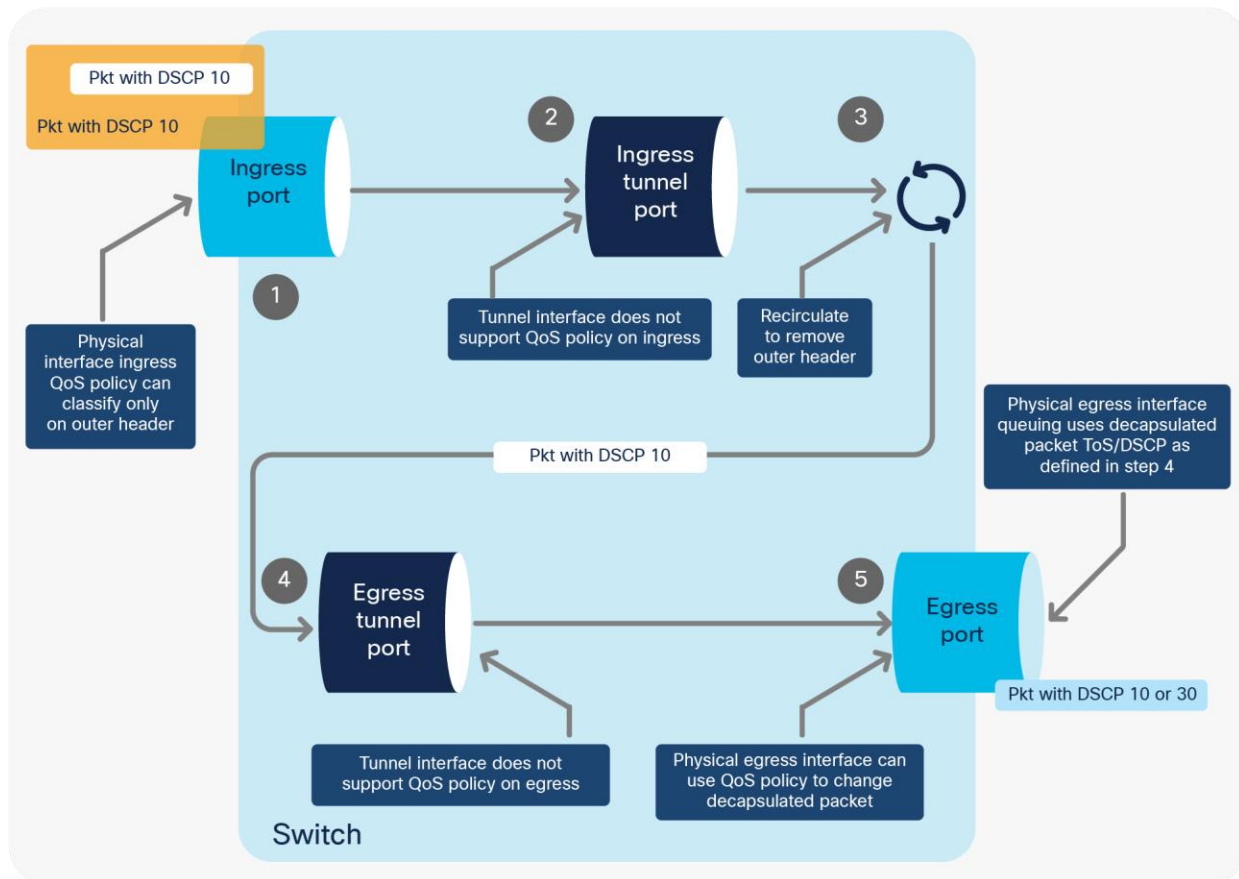 Pkt with DSCP 10
Pkt with DSCP 10
Ingress
port
1
Physical
interface ingress
QoS policy can
classify only
on outer header
2
Ingress
tunnel
port
Tunnel interface does not
support QoS policy on ingress
3
Recirculate
to remove
outer header
Pkt with DSCP 10
Physical egress interface
queuing uses decapsulated
packet ToS/DSCP as
defined in step 4
4
Egress
tunnel
port
Tunnel interface does not
support QoS policy on egress
5
Egress
port
Pkt with DSCP 10 or 30
Physical egress interface can
use QoS policy to change
decapsulated packet
Switch